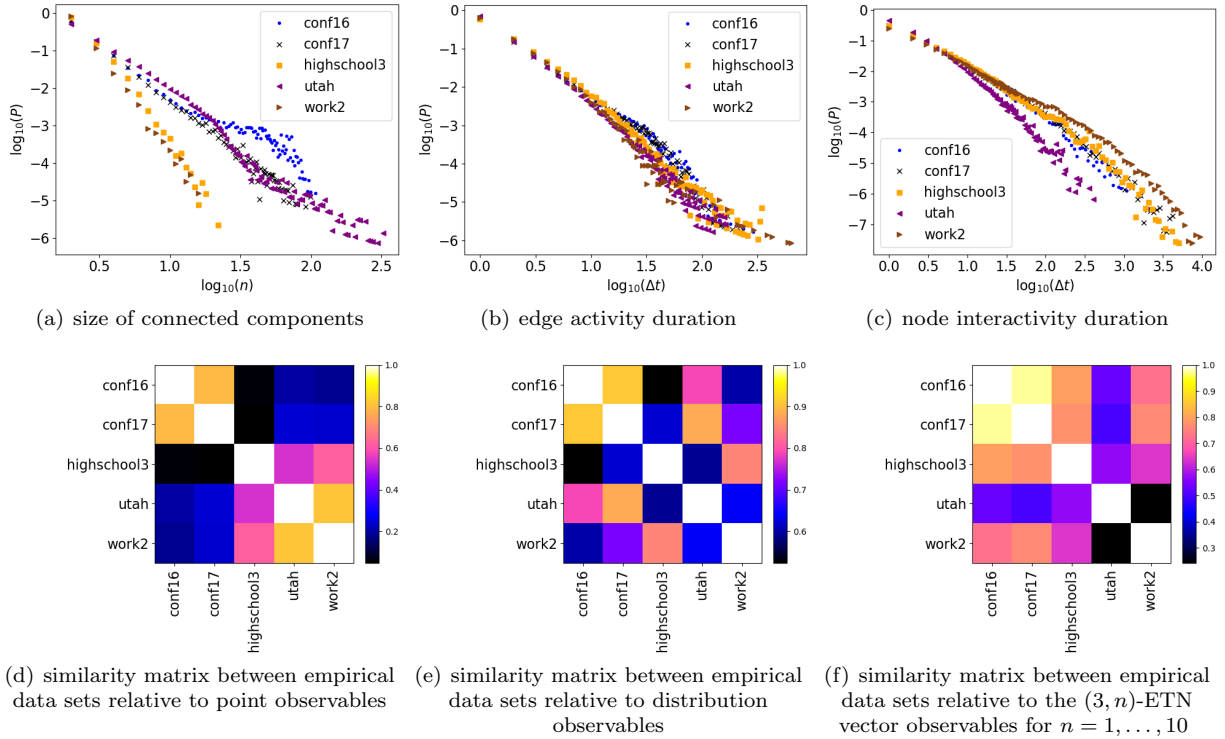 conf16
conf17
highschool3
utah
work2
−1
−2
−3
−4
−5
−6
log₁₀(P)
0.5 1.0 1.5 2.0 2.5
log₁₀(n)
(a) size of connected components
conf16
conf17
highschool3
utah
work2
0
−1
−2
−3
−4
−5
−6
log₁₀(P)
0.0 0.5 1.0 1.5 2.0 2.5
log₁₀(Δt)
(b) edge activity duration
conf16
conf17
highschool3
utah
work2
0
−1
−2
−3
−4
−5
−6
−7
log₁₀(P)
0.0 0.5 1.0 1.5 2.0 2.5 3.0 3.5 4.0
log₁₀(Δt)
(c) node interactivity duration
conf16
conf17
highschool3
utah
work2
conf16
conf17
highschool3
utah
work2
1.0
0.8
0.6
0.4
0.2
(d) similarity matrix between empirical
data sets relative to point observables
conf16
conf17
highschool3
utah
work2
conf16
conf17
highschool3
utah
work2
1.0
0.9
0.8
0.7
0.6
(e) similarity matrix between empirical
data sets relative to distribution
observables
conf16
conf17
highschool3
utah
work2
conf16
conf17
highschool3
utah
work2
1.0
0.9
0.8
0.7
0.6
0.5
0.4
0.3
(f) similarity matrix between empirical
data sets relative to the (3, n)-ETN
vector observables for n = 1, . . . , 10